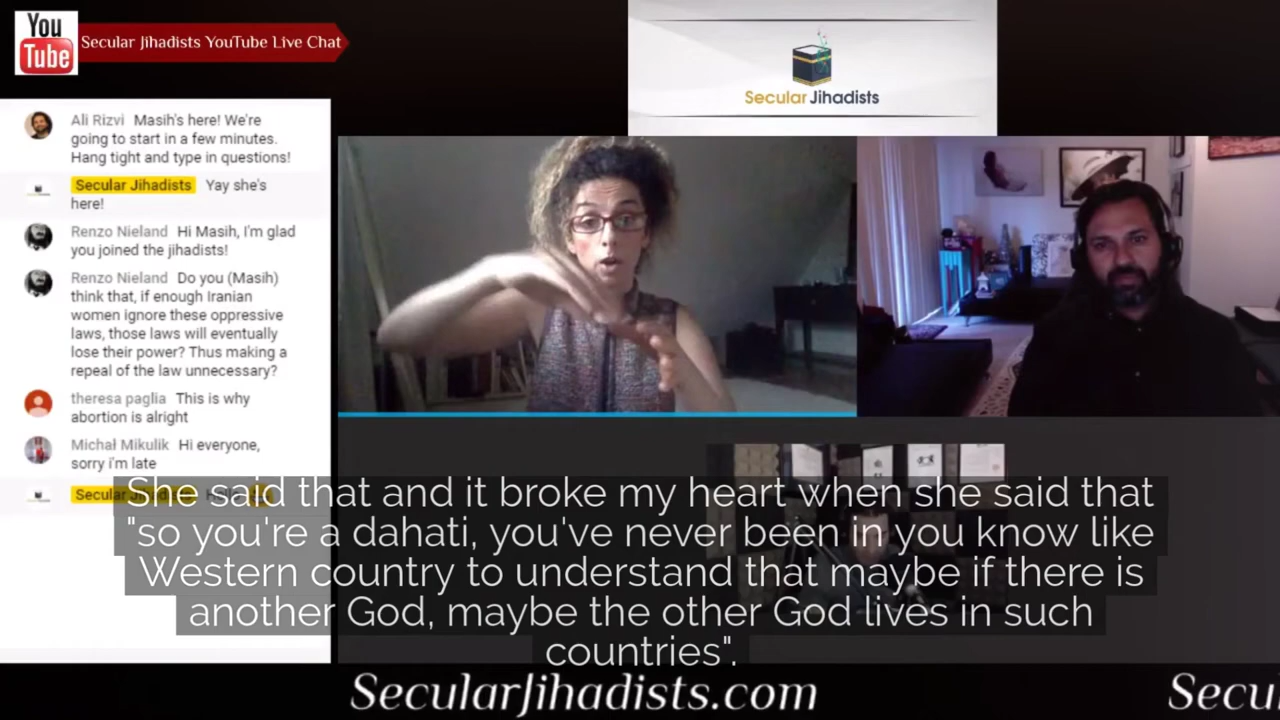 You
Tube
Secular Jihadists YouTube Live Chat
Secular Jihadists
Ali Rizvi Masih's here! We're
going to start in a few minutes.
Hang tight and type in questions!
Secular Jihadists Yay she's
here!
Renzo Nieland Hi Masih, I'm glad
you joined the jihadists!
Renzo Nieland Do you (Masih)
think that, if enough Iranian
women ignore these oppressive
laws, those laws will eventually
lose their power? Thus making a
repeal of the law unnecessary?
theresa paglia This is why
abortion is alright
Michał Mikulik Hi everyone,
sorry i'm late
She said that and it broke my heart when she said that
"so you're a dahati, you've never been in you know like
Western country to understand that maybe if there is
another God, maybe the other God lives in such
countries".
SecularJihadists.com
Secu